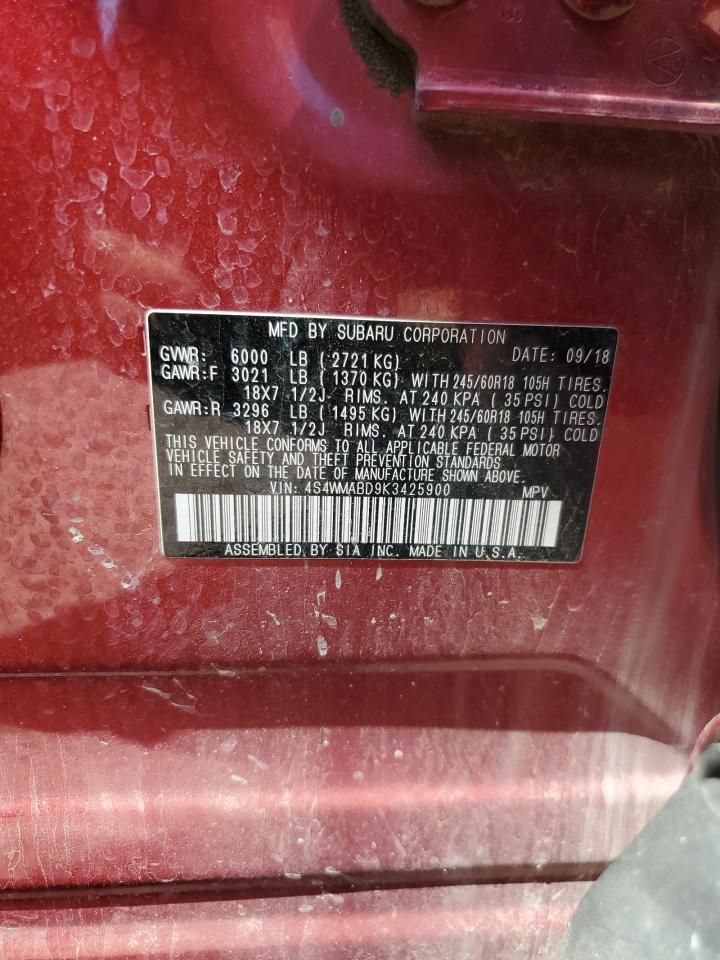 MFD BY SUBARU CORPORATION
GVWR: 6000 LB ( 2721 KG) DATE: 09/18
GAWR:F 3021 LB ( 1370 KG) WITH 245/60R18 105H TIRES.
18X7 1/2J RIMS. AT 240 KPA ( 35 PSI) COLD
GAWR:R 3296 LB ( 1495 KG) WITH 245/60R18 105H TIRES.
18X7 1/2J RIMS. AT 240 KPA ( 35 PSI) COLD
THIS VEHICLE CONFORMS TO ALL APPLICABLE FEDERAL MOTOR
VEHICLE SAFETY AND THEFT PREVENTION STANDARDS
IN EFFECT ON THE DATE OF MANUFACTURE SHOWN ABOVE.
VIN: 4S4WMABD9K3425900 MPV
ASSEMBLED BY SIA INC. MADE IN U.S.A.